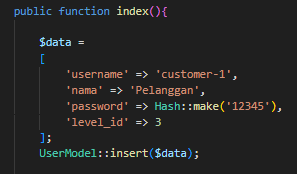 public function index(){
$data =
[
'username' => 'customer-1',
'nama' => 'Pelanggan',
'password' => Hash::make('12345'),
'level_id' => 3
];
UserModel::insert($data);